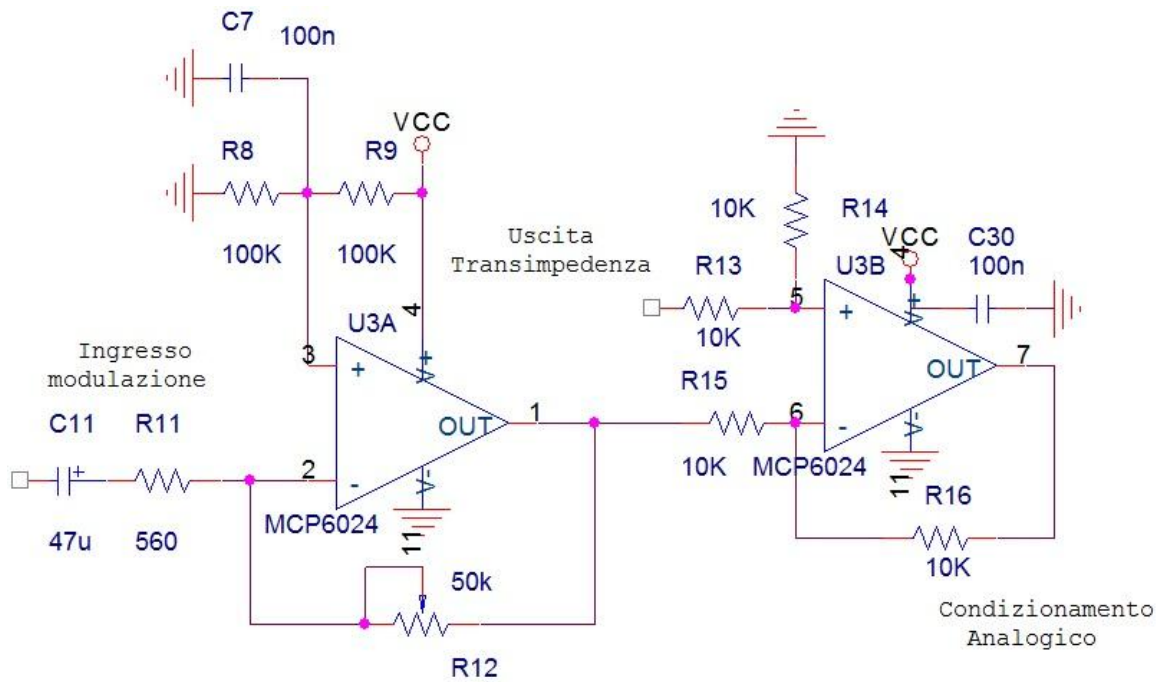 C7
100n
VCC
R8
R9
100K
100K
10K
R14
Uscita
Transimpedenza
VCC
4
C30
100n
R13
U3B
5
+
V+
10K
4
U3A
V+
3
+
Ingresso
modulazione
R15
OUT
7
C11
R11
OUT
1
6
-
10K
MCP6024
V-
11
2
-
V-
MCP6024
11
47u
560
R16
10K
50k
R12
Condizionamento
Analogico